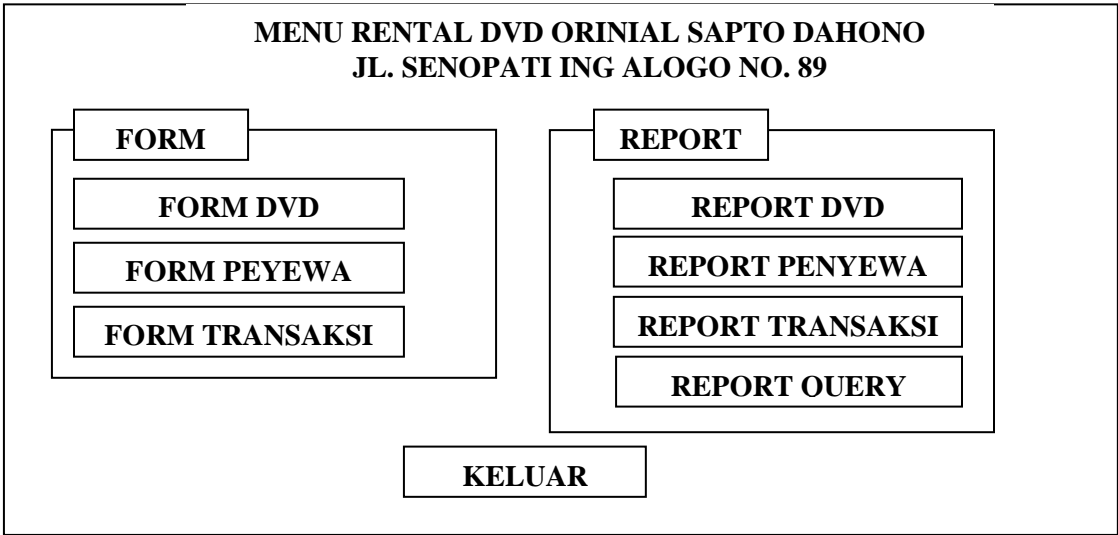 MENU RENTAL DVD ORINIAL SAPTO DAHONO
JL. SENOPATI ING ALOGO NO. 89
FORM
FORM DVD
FORM PEYEWA
FORM TRANSAKSI
REPORT
REPORT DVD
REPORT PENYEWA
REPORT TRANSAKSI
REPORT QUERY
KELUAR